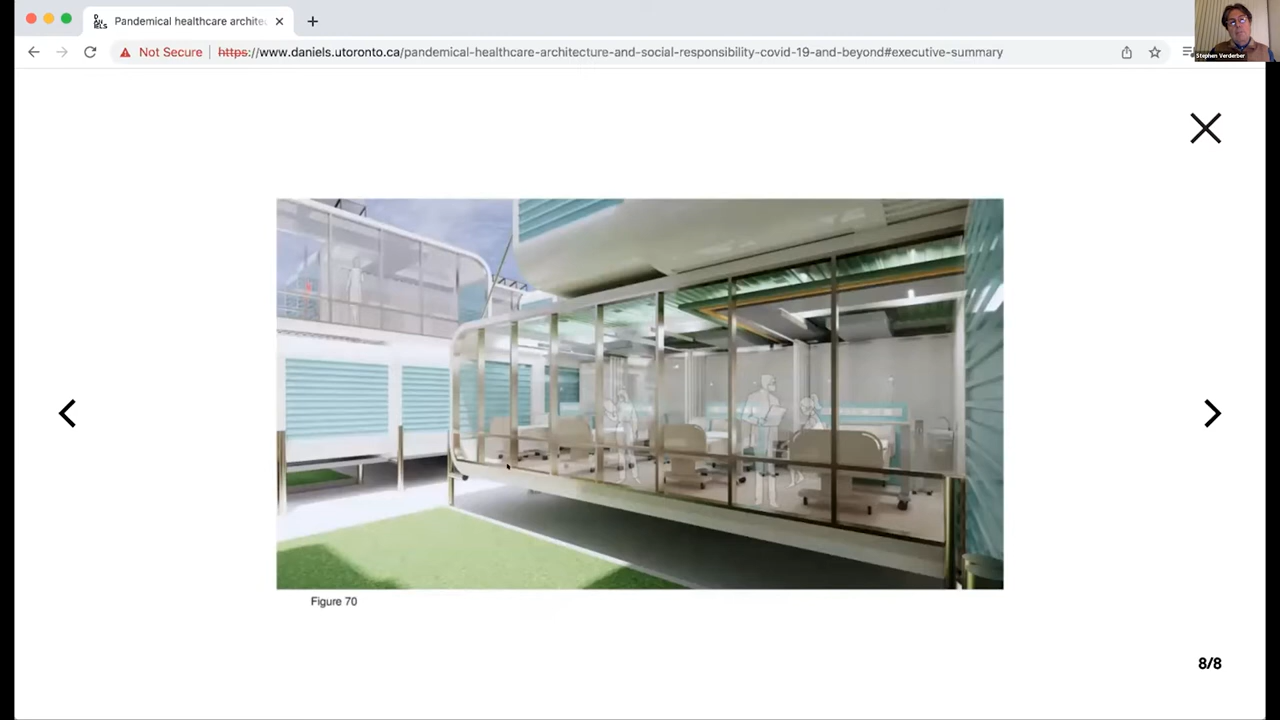 Pandemical healthcare archite
Not Secure
https://www.daniels.utoronto.ca/pandemical-healthcare-architecture-and-social-responsibility-covid-19-and-beyond#executive-summary
Stephen Verderber
Figure 70
8/8